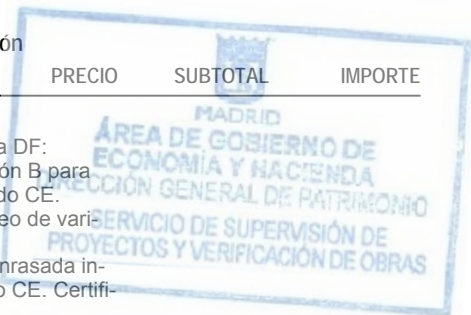 ón
PRECIO SUBTOTAL IMPORTE
MADRID
a DF:
ÁREA DE GOBIERNO DE
ón B para
ECONOMÍA Y HACIENDA
do CE.
DIRECCIÓN GENERAL DE PATRIMONIO
eo de vari-
SERVICIO DE SUPERVISIÓN DE
PROYECTOS Y VERIFICACIÓN DE OBRAS
nrasada in-
o CE. Certifi-